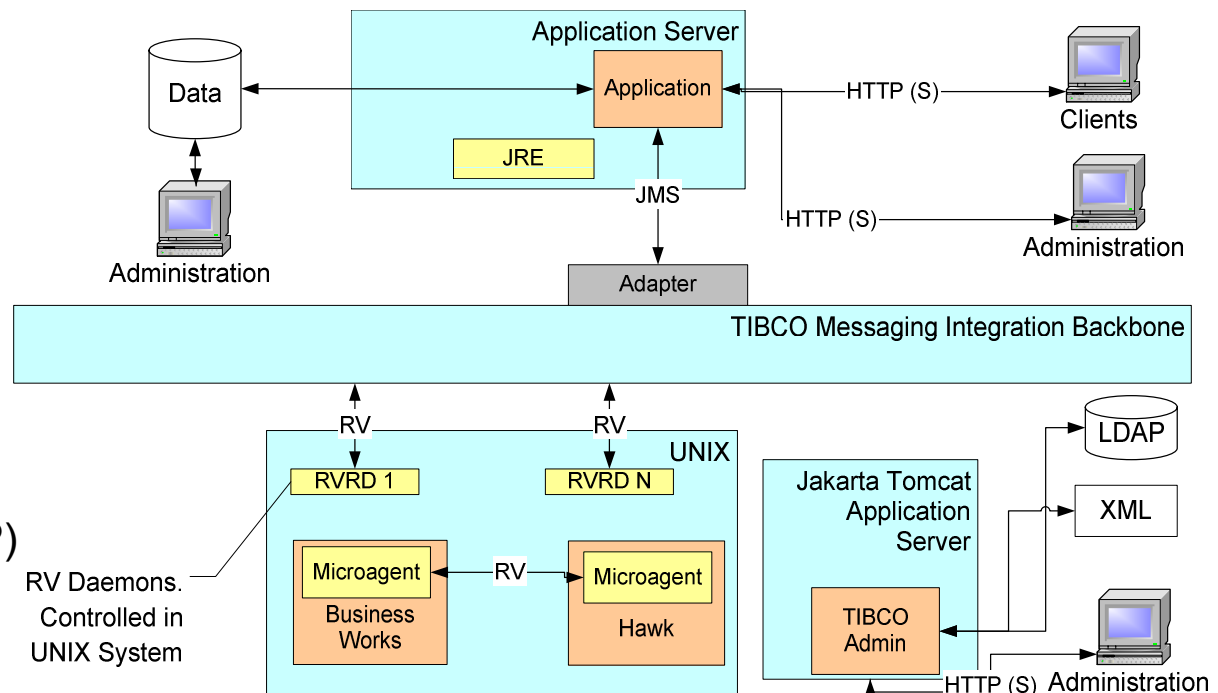 Application Server
Data
Application
HTTP (S)
Clients
JRE
JMS
HTTP (S)
Administration
Administration
Adapter
TIBCO Messaging Integration Backbone
RV
RV
UNIX
LDAP
RVRD 1
RVRD N
Jakarta Tomcat
Application
Server
XML
)
RV Daemons.
Controlled in
UNIX System
Microagent
RV
Microagent
Business
Works
Hawk
TIBCO
Admin
HTTP (S)
Administration